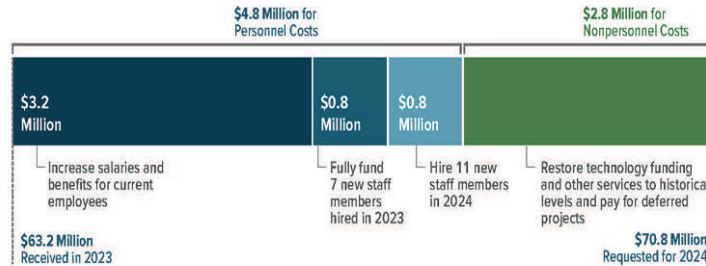 $4.8 Million for
Personnel Costs
$2.8 Million for
Nonpersonnel Costs
$3.2
Million
$0.8
Million
$0.8
Million
Increase salaries and
benefits for current
employees
Fully fund
7 new staff
members
hired in 2023
Hire 11 new
staff members
in 2024
Restore technology funding
and other services to historical
levels and pay for deferred
projects
$63.2 Million
Received in 2023
$70.8 Million
Requested for 2024